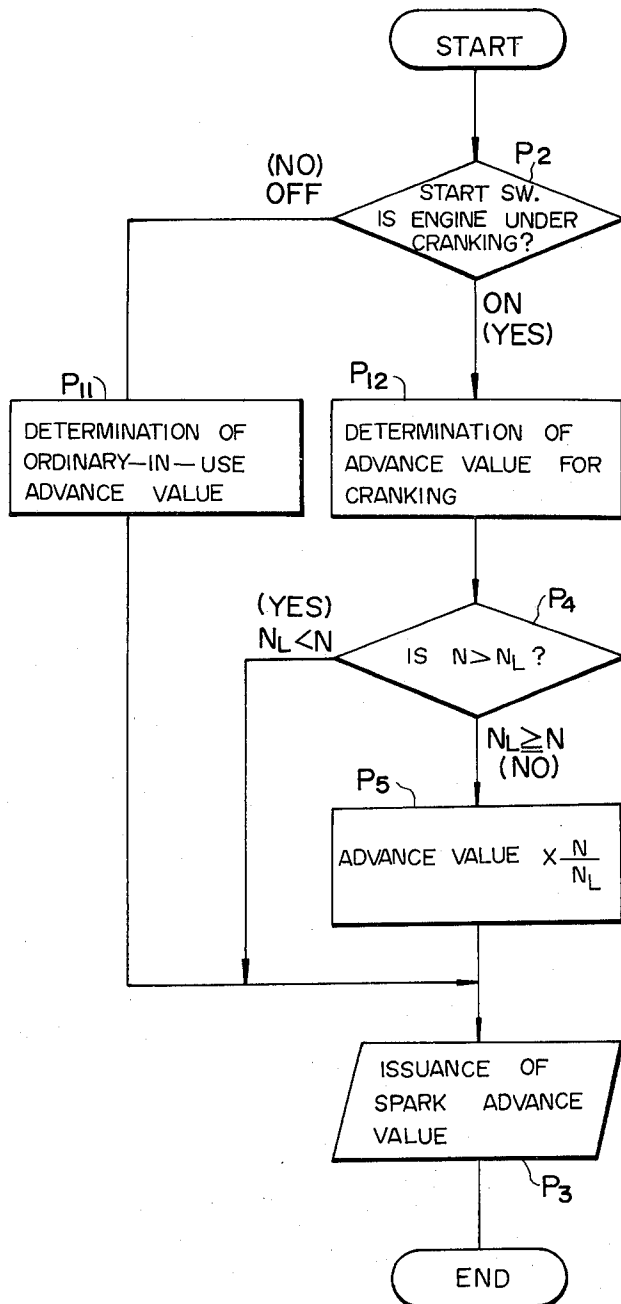 START
P2
(NO)
OFF
START SW.
IS ENGINE UNDER
CRANKING?
ON
(YES)
P11
DETERMINATION OF
ORDINARY-IN-USE
ADVANCE VALUE
P12
DETERMINATION OF
ADVANCE VALUE FOR
CRANKING
(YES)
NL<N
P4
IS N>NL?
NL≧N
(NO)
P5
ADVANCE VALUE × N/NL
ISSUANCE OF
SPARK ADVANCE
VALUE
P3
END